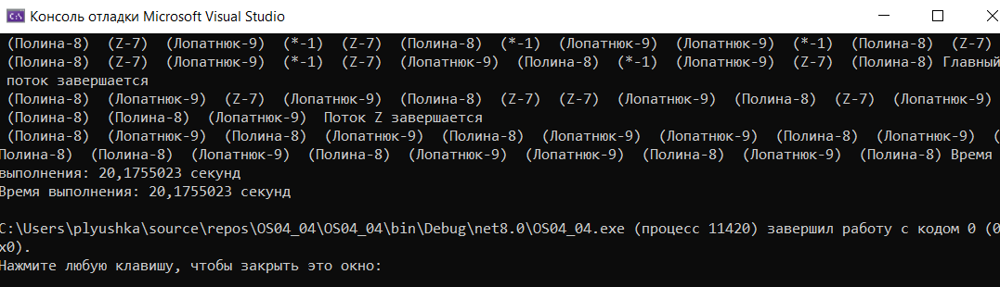 Консоль отладки Microsoft Visual Studio
(Полина-8) (Z-7) (Лопатнюк-9) (*-1) (Z-7) (Полина-8) (*-1) (Лопатнюк-9) (Лопатнюк-9) (*-1) (Полина-8) (Z-7)
(Полина-8) (Z-7) (Лопатнюк-9) (*-1) (Z-7) (Лопатнюк-9) (Полина-8) (*-1) (Лопатнюк-9) (Z-7) (Полина-8) Главный
поток завершается
(Полина-8) (Лопатнюк-9) (Z-7) (Лопатнюк-9) (Полина-8) (Z-7) (Z-7) (Лопатнюк-9) (Полина-8) (Z-7) (Лопатнюк-9)
(Полина-8) (Полина-8) (Лопатнюк-9) Поток Z завершается
(Полина-8) (Лопатнюк-9) (Полина-8) (Лопатнюк-9) (Полина-8) (Лопатнюк-9) (Лопатнюк-9) (Полина-8) (Лопатнюк-9) (
Полина-8) (Полина-8) (Лопатнюк-9) (Полина-8) (Лопатнюк-9) (Лопатнюк-9) (Полина-8) (Лопатнюк-9) (Полина-8) Время
выполнения: 20,1755023 секунд
Время выполнения: 20,1755023 секунд
C:\Users\plyushka\source\repos\OS04_04\OS04_04\bin\Debug\net8.0\OS04_04.exe (процесс 11420) завершил работу с кодом 0 (0
x0).
Нажмите любую клавишу, чтобы закрыть это окно: